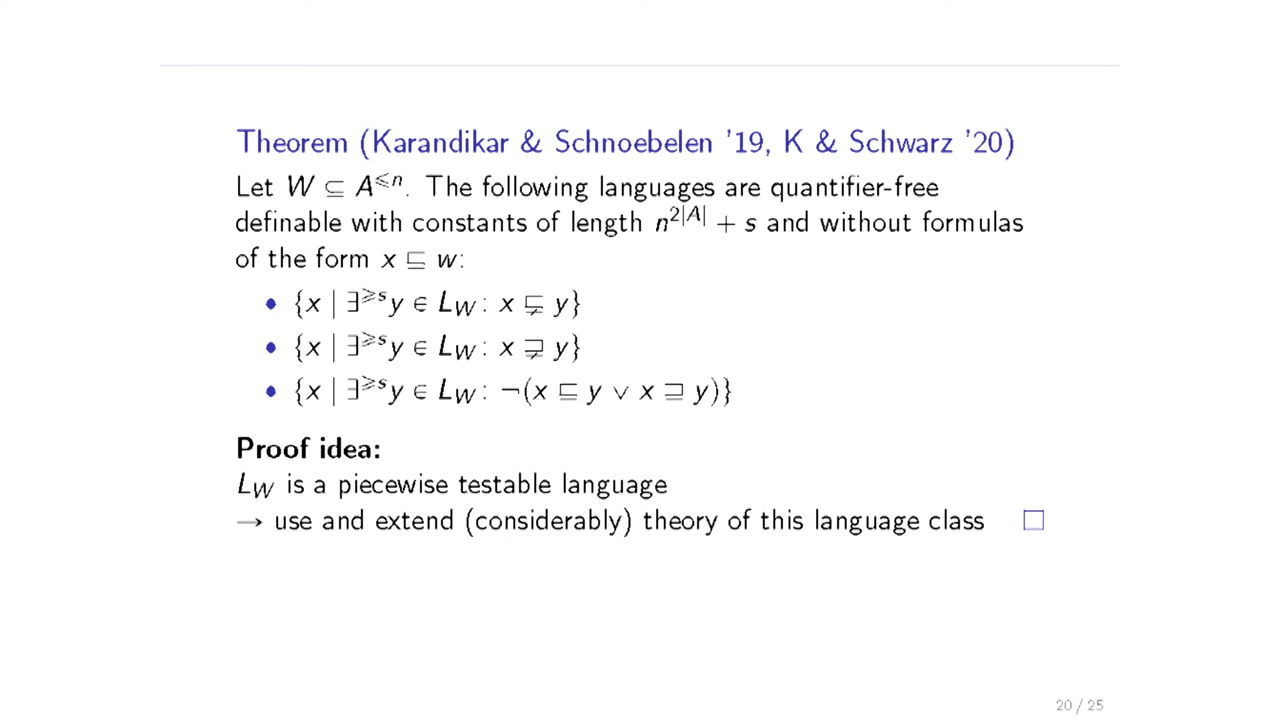 Theorem (Karandikar & Schnoebelen '19, K & Schwarz '20)
Let W ⊆ A^{⩽n}. The following languages are quantifier-free
definable with constants of length n^{2|A|} + s and without formulas
of the form x ⊑ w:
• {x | ∃^{⩾s} y ∈ L_W : x ⋤ y}
• {x | ∃^{⩾s} y ∈ L_W : x ⋥ y}
• {x | ∃^{⩾s} y ∈ L_W : ¬(x ⊑ y ∨ x ⊒ y)}
Proof idea:
L_W is a piecewise testable language
→ use and extend (considerably) theory of this language class □
20 / 25